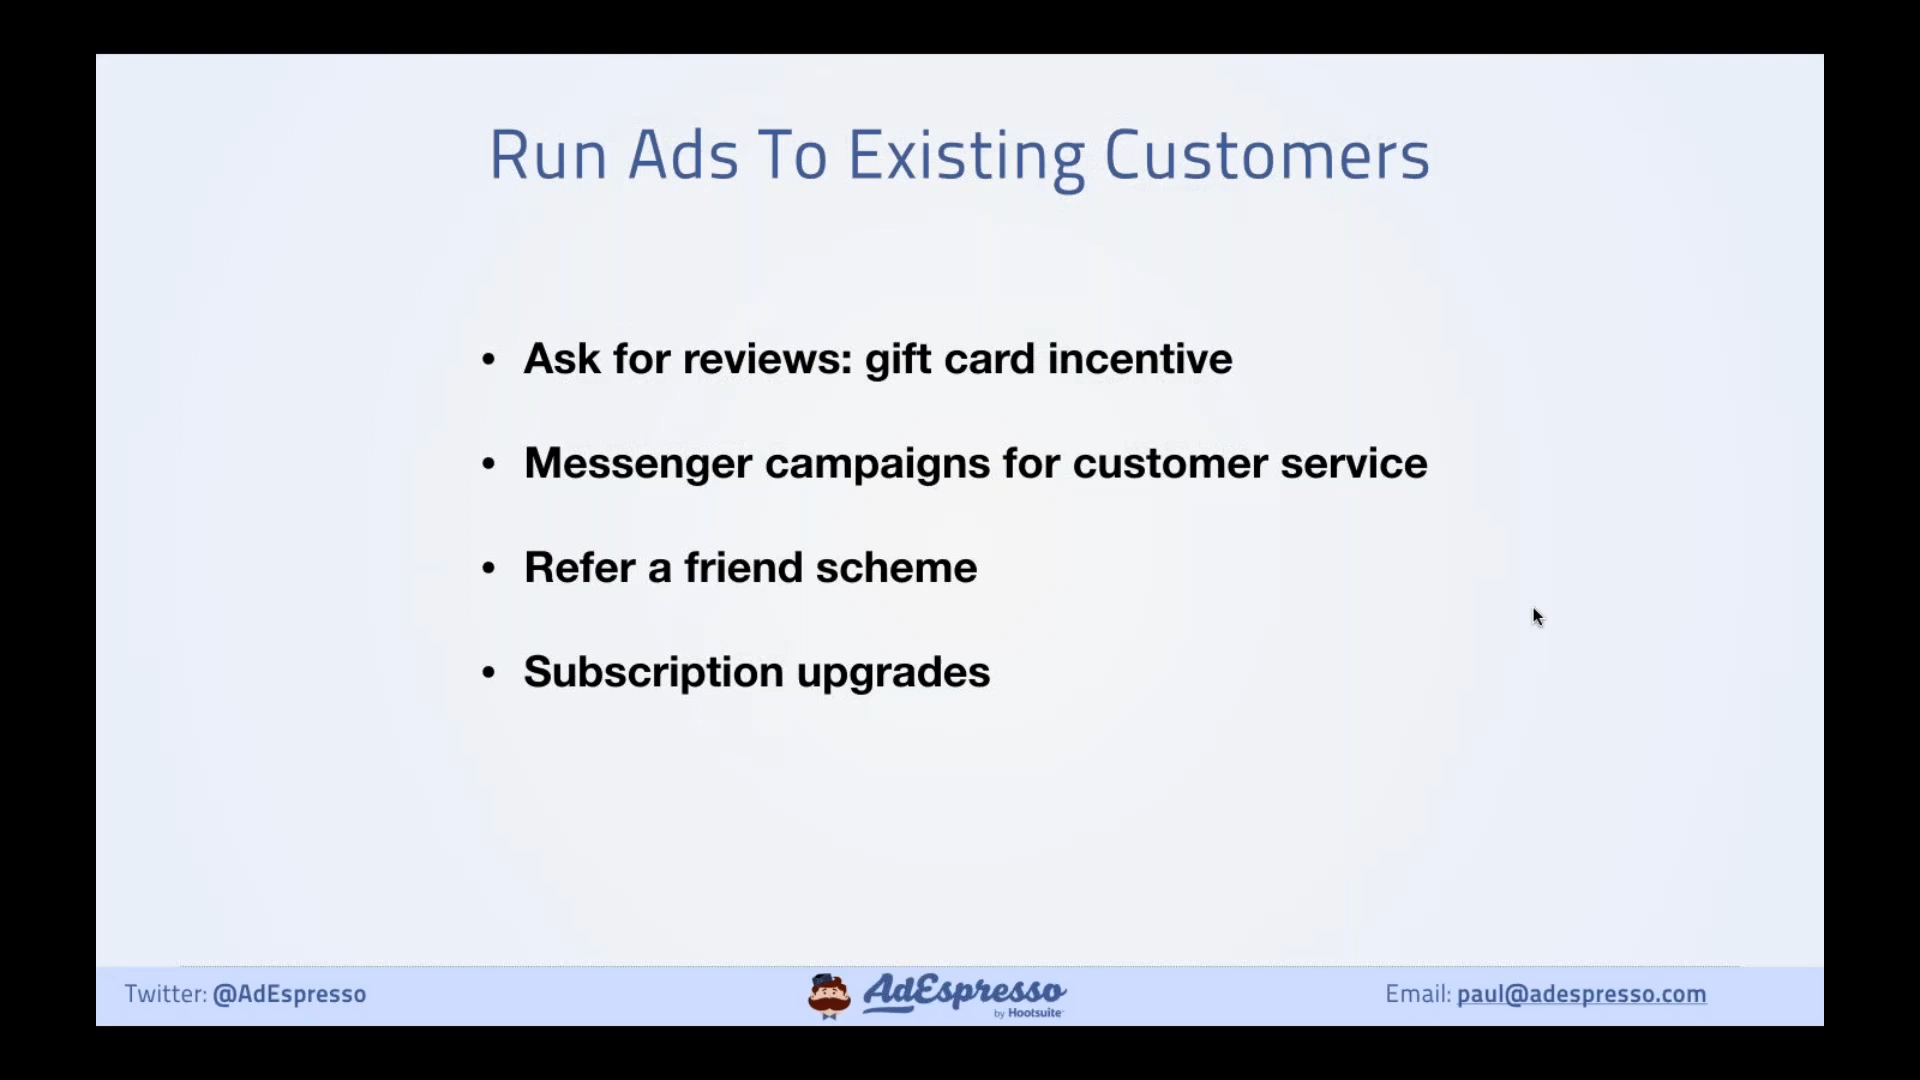 Run Ads To Existing Customers
• Ask for reviews: gift card incentive
• Messenger campaigns for customer service
• Refer a friend scheme
• Subscription upgrades
Twitter: @AdEspresso
AdEspresso
by Hootsuite
Email: paul@adespresso.com